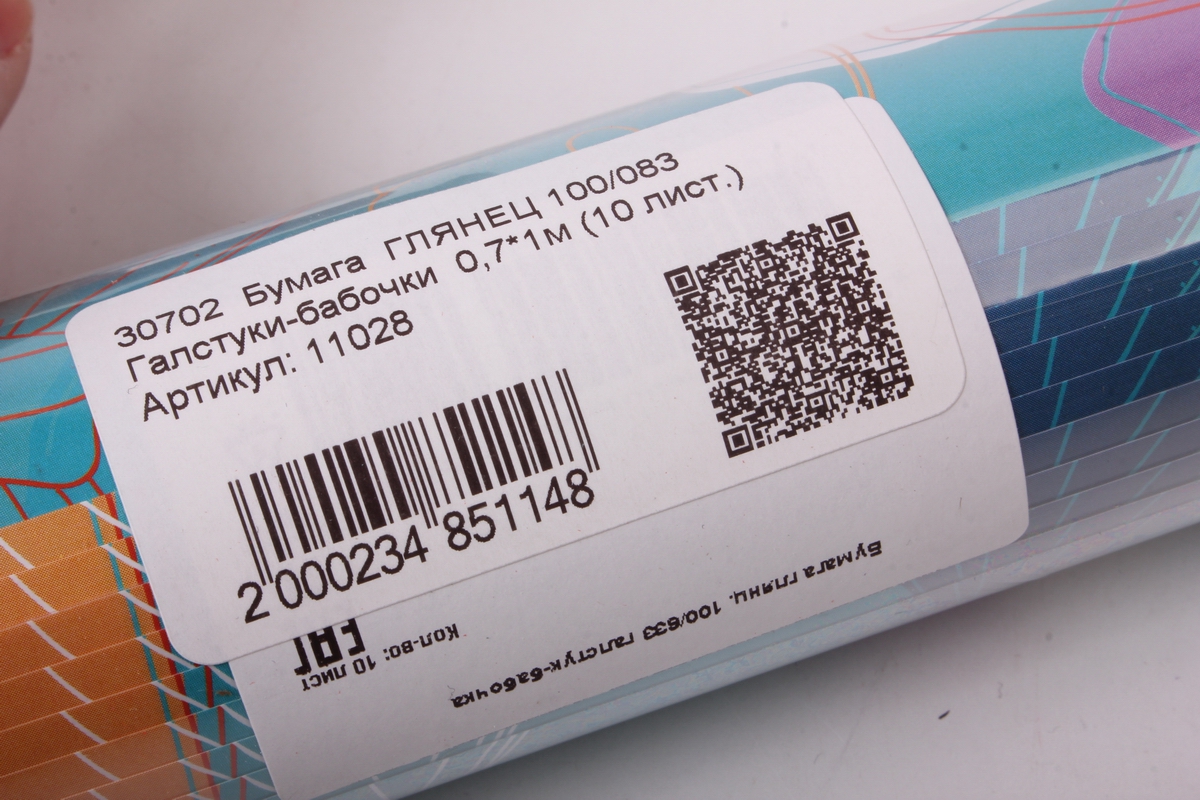 30702 Бумага ГЛЯНЕЦ 100/083
Галстуки-бабочки 0,7*1м (10 лист.)
Артикул: 11028
2 000234 851148
Бумага глянц. 100/633 галстук-бабочка
Кол-во: 10 лист
EAC